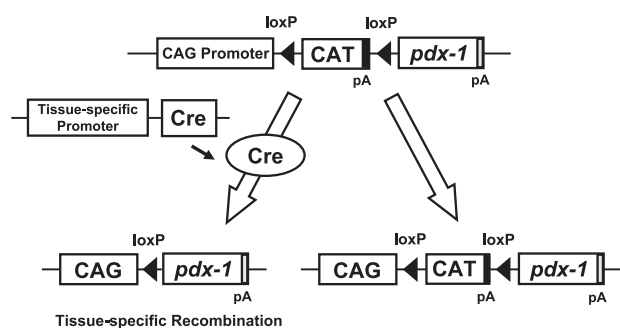 loxP loxP
CAG Promoter CAT pdx-1
pA pA
Tissue-specific
Promoter
Cre
Cre
loxP
CAG pdx-1
pA
Tissue-specific Recombination
loxP loxP
CAG CAT pdx-1
pA pA